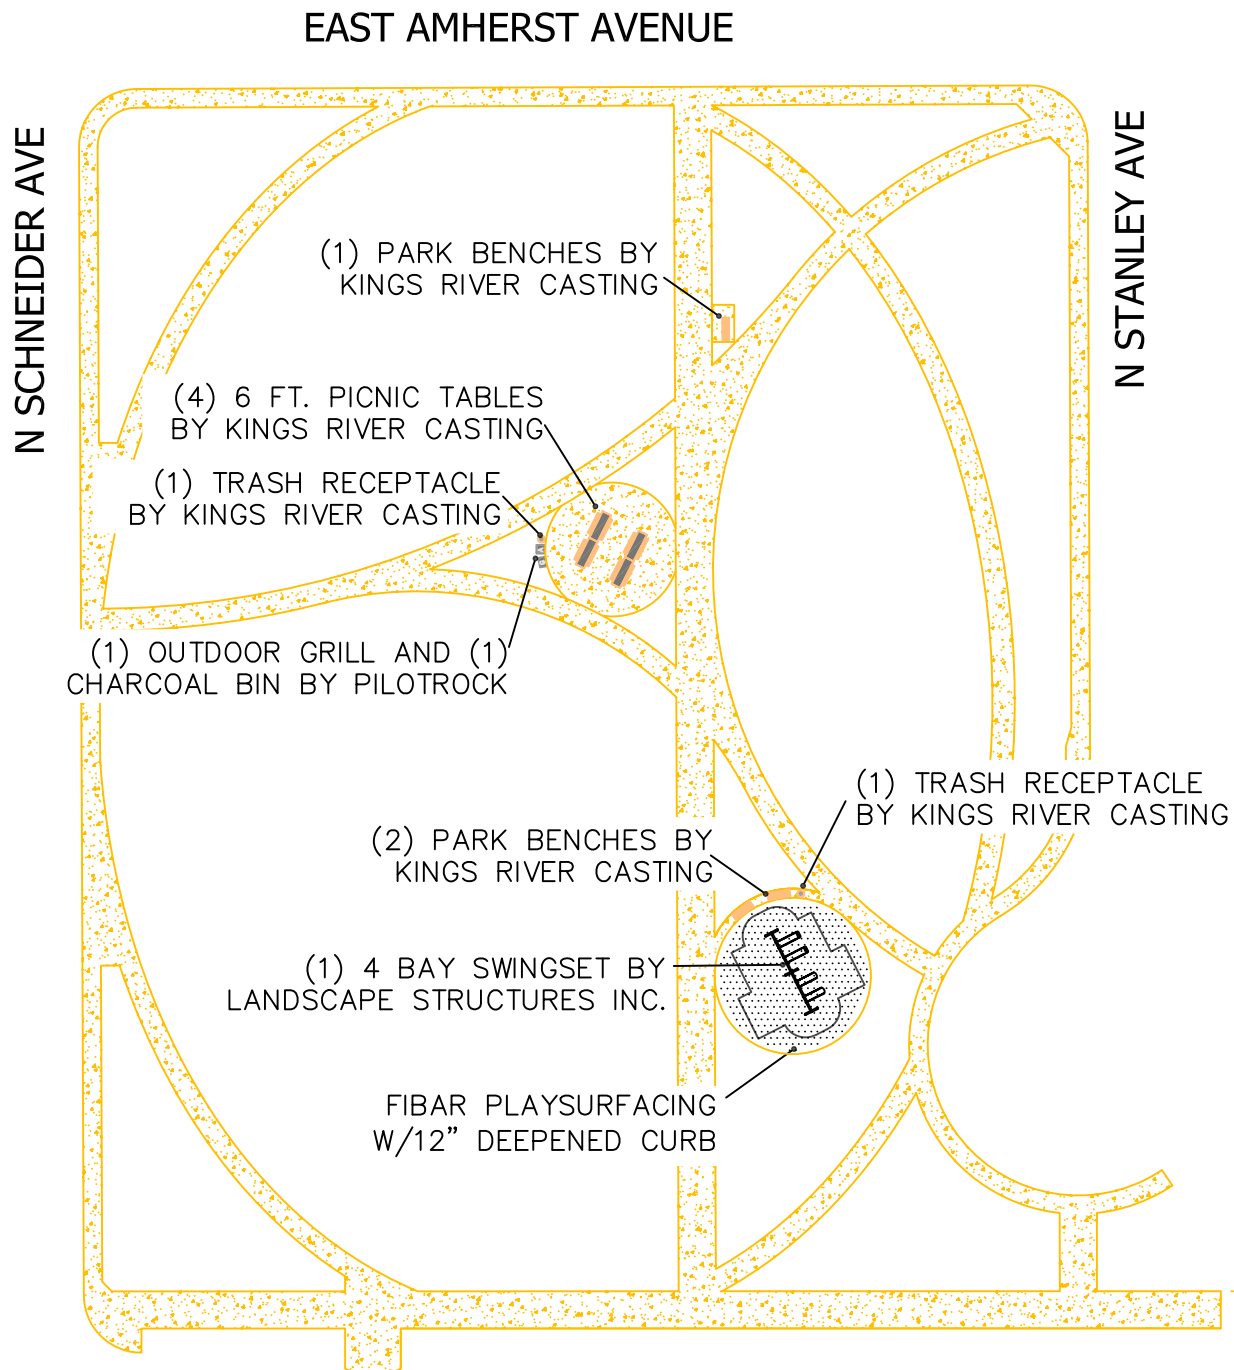 EAST AMHERST AVENUE
N SCHNEIDER AVE
N STANLEY AVE
(1) PARK BENCHES BY
KINGS RIVER CASTING
(4) 6 FT. PICNIC TABLES
BY KINGS RIVER CASTING
(1) TRASH RECEPTACLE
BY KINGS RIVER CASTING
(1) OUTDOOR GRILL AND (1)
CHARCOAL BIN BY PILOTROCK
(1) TRASH RECEPTACLE
BY KINGS RIVER CASTING
(2) PARK BENCHES BY
KINGS RIVER CASTING
(1) 4 BAY SWINGSET BY
LANDSCAPE STRUCTURES INC.
FIBAR PLAYSURFACING
W/12” DEEPENED CURB